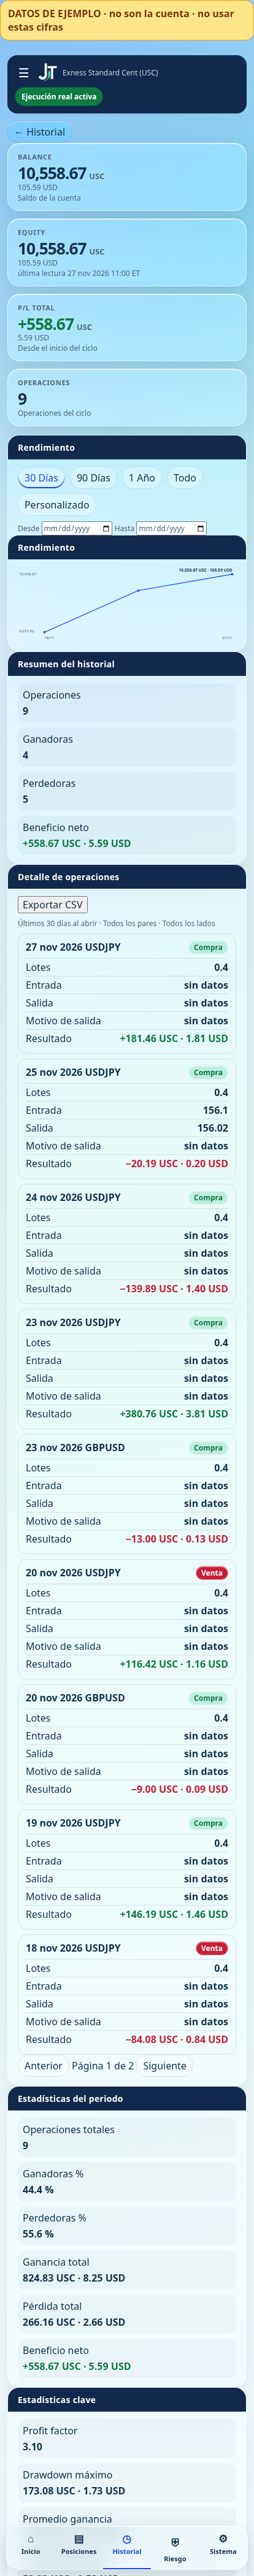 DATOS DE EJEMPLO · no son la cuenta · no usar
estas cifras
☰ JT Exness Standard Cent (USC)
Ejecución real activa
← Historial
BALANCE
10,558.67 USC
105.59 USD
Saldo de la cuenta
EQUITY
10,558.67 USC
105.59 USD
última lectura 27 nov 2026 11:00 ET
P/L TOTAL
+558.67 USC
5.59 USD
Desde el inicio del ciclo
OPERACIONES
9
Operaciones del ciclo
Rendimiento
30 Días 90 Días 1 Año Todo
Personalizado
Desde mm/dd/yyyy Hasta mm/dd/yyyy
Rendimiento
10,558.67 USC · 105.59 USD
10,558.67
Resumen del historial
Operaciones
9
Ganadoras
4
Perdedoras
5
Beneficio neto
+558.67 USC · 5.59 USD
Detalle de operaciones
Exportar CSV
Últimos 30 días al abrir · Todos los pares · Todos los lados
27 nov 2026 USDJPY Compra
Lotes 0.4
Entrada sin datos
Salida sin datos
Motivo de salida sin datos
Resultado +181.46 USC · 1.81 USD
25 nov 2026 USDJPY Compra
Lotes 0.4
Entrada 156.1
Salida 156.02
Motivo de salida sin datos
Resultado −20.19 USC · 0.20 USD
24 nov 2026 USDJPY Compra
Lotes 0.4
Entrada sin datos
Salida sin datos
Motivo de salida sin datos
Resultado −139.89 USC · 1.40 USD
23 nov 2026 USDJPY Compra
Lotes 0.4
Entrada sin datos
Salida sin datos
Motivo de salida sin datos
Resultado +380.76 USC · 3.81 USD
23 nov 2026 GBPUSD Compra
Lotes 0.4
Entrada sin datos
Salida sin datos
Motivo de salida sin datos
Resultado −13.00 USC · 0.13 USD
20 nov 2026 USDJPY Venta
Lotes 0.4
Entrada sin datos
Salida sin datos
Motivo de salida sin datos
Resultado +116.42 USC · 1.16 USD
20 nov 2026 GBPUSD Compra
Lotes 0.4
Entrada sin datos
Salida sin datos
Motivo de salida sin datos
Resultado −9.00 USC · 0.09 USD
19 nov 2026 USDJPY Compra
Lotes 0.4
Entrada sin datos
Salida sin datos
Motivo de salida sin datos
Resultado +146.19 USC · 1.46 USD
18 nov 2026 USDJPY Venta
Lotes 0.4
Entrada sin datos
Salida sin datos
Motivo de salida sin datos
Resultado −84.08 USC · 0.84 USD
Anterior Página 1 de 2 Siguiente
Estadísticas del periodo
Operaciones totales
9
Ganadoras %
44.4 %
Perdedoras %
55.6 %
Ganancia total
824.83 USC · 8.25 USD
Pérdida total
266.16 USC · 2.66 USD
Beneficio neto
+558.67 USC · 5.59 USD
Estadísticas clave
Profit factor
3.10
Drawdown máximo
173.08 USC · 1.73 USD
Promedio ganancia
Inicio Posiciones Historial Riesgo Sistema